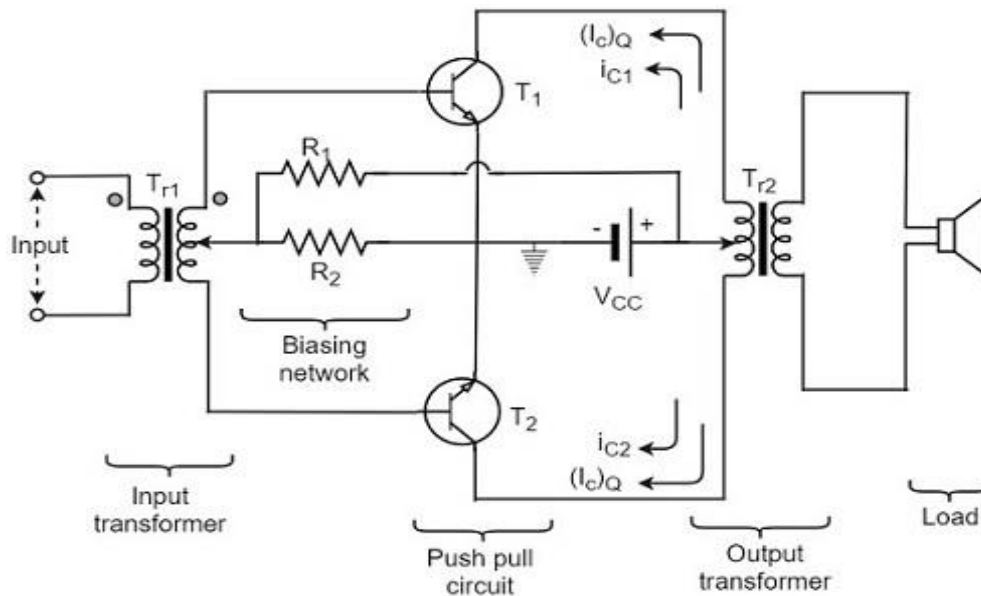 (Ic)Q
iC1
T1
R1
Tr1
Tr2
Input
- +
R2
VCC
Biasing
network
T2
iC2
(Ic)Q
Input
transformer
Push pull
circuit
Output
transformer
Load